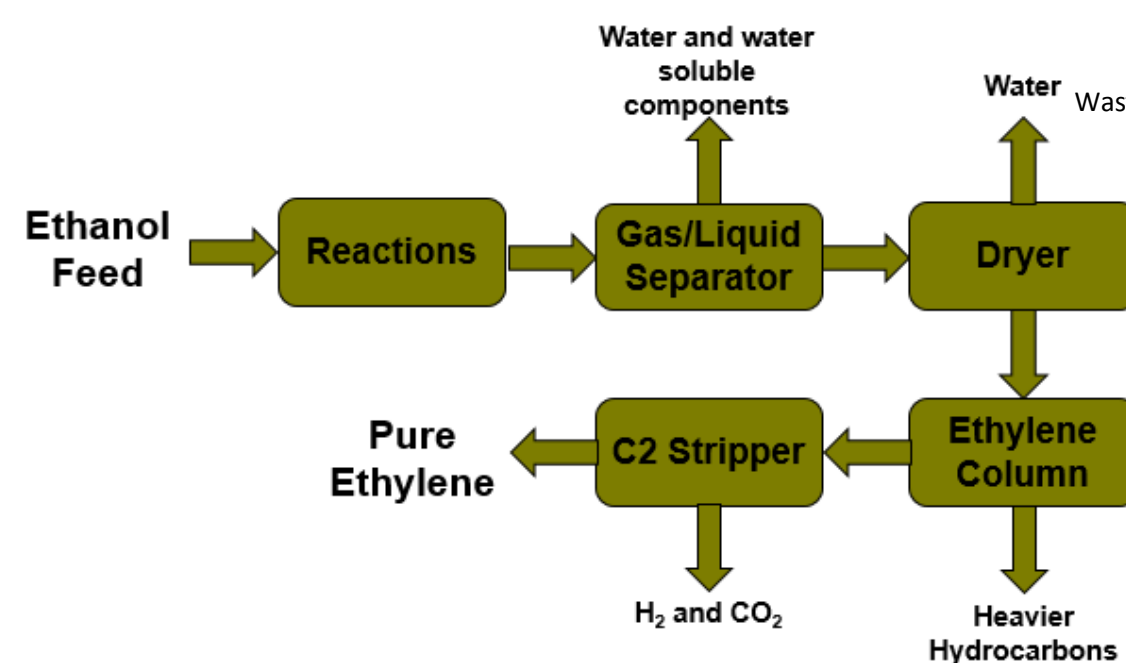 Water and water
soluble
components
Water
Was
Ethanol
Feed
Reactions
Gas/Liquid
Separator
Dryer
Pure
Ethylene
C2 Stripper
Ethylene
Column
H₂ and CO₂
Heavier
Hydrocarbons